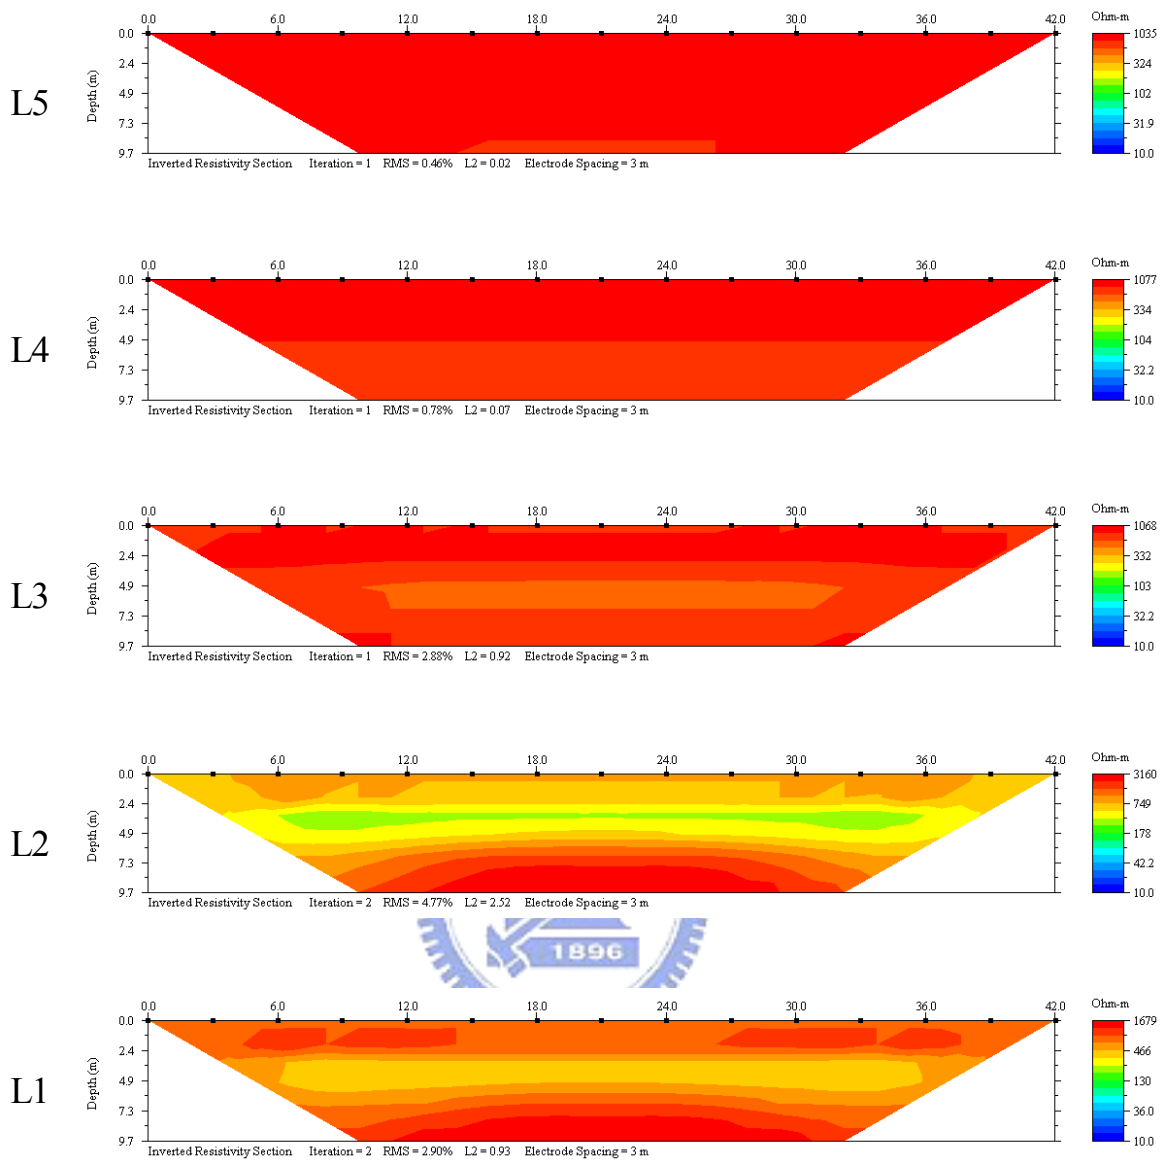 0.0 6.0 12.0 18.0 24.0 30.0 36.0 42.0 Ohm-m
L5
Depth (m)
0.0
2.4
4.9
7.3
9.7
1035
324
102
31.9
10.0
Inverted Resistivity Section Iteration = 1 RMS = 0.46% L2 = 0.02 Electrode Spacing = 3 m
0.0 6.0 12.0 18.0 24.0 30.0 36.0 42.0 Ohm-m
L4
Depth (m)
0.0
2.4
4.9
7.3
9.7
1077
334
104
32.2
10.0
Inverted Resistivity Section Iteration = 1 RMS = 0.78% L2 = 0.07 Electrode Spacing = 3 m
0.0 6.0 12.0 18.0 24.0 30.0 36.0 42.0 Ohm-m
L3
Depth (m)
0.0
2.4
4.9
7.3
9.7
1068
332
103
32.2
10.0
Inverted Resistivity Section Iteration = 1 RMS = 2.88% L2 = 0.92 Electrode Spacing = 3 m
0.0 6.0 12.0 18.0 24.0 30.0 36.0 42.0 Ohm-m
L2
Depth (m)
0.0
2.4
4.9
7.3
9.7
3160
749
178
42.2
10.0
Inverted Resistivity Section Iteration = 2 RMS = 4.77% L2 = 2.52 Electrode Spacing = 3 m
1896
0.0 6.0 12.0 18.0 24.0 30.0 36.0 42.0 Ohm-m
L1
Depth (m)
0.0
2.4
4.9
7.3
9.7
1679
466
130
36.0
10.0
Inverted Resistivity Section Iteration = 2 RMS = 2.90% L2 = 0.93 Electrode Spacing = 3 m